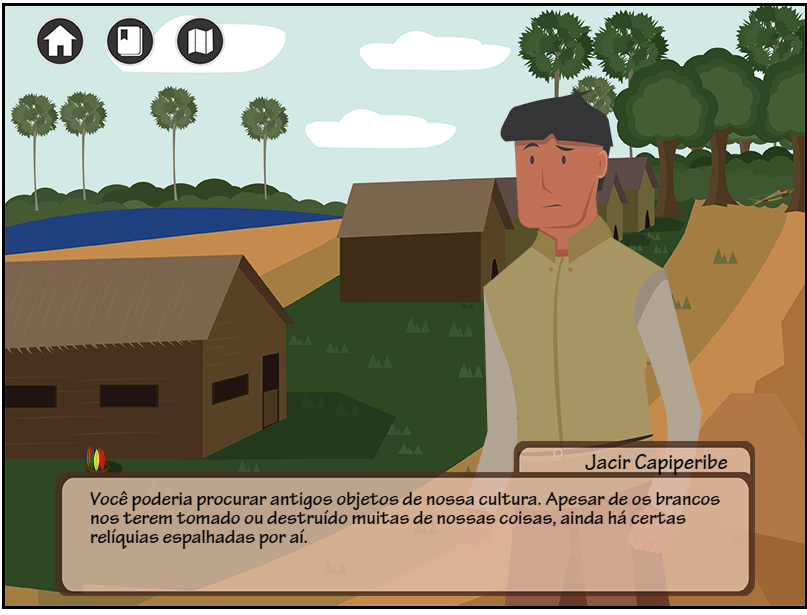 Jacir Capiperibe
Você poderia procurar antigos objetos de nossa cultura. Apesar de os brancos
nos terem tomado ou destruído muitas de nossas coisas, ainda há certas
relíquias espalhadas por aí.